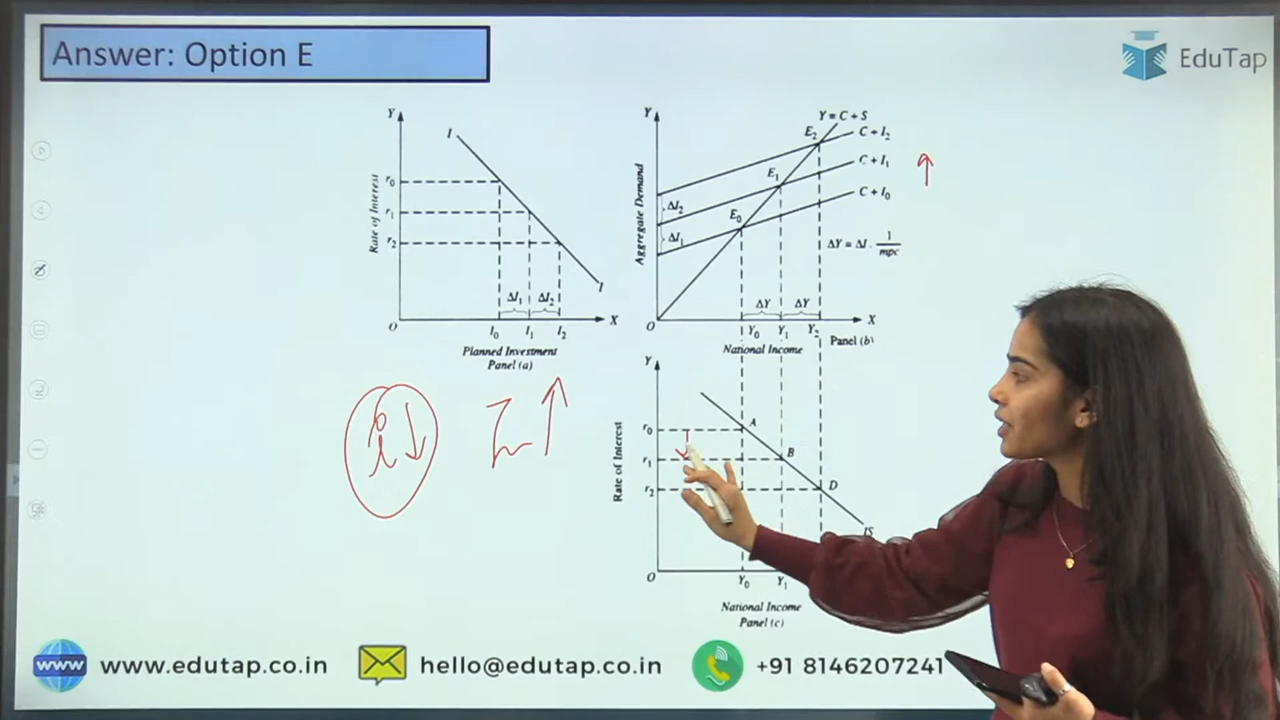 Answer: Option E
EduTap
Y
I
Rate of Interest
r₀
r₁
r₂
ΔI₁ ΔI₂
I
O
I₀ I₁ I₂
X
Planned Investment
Panel (a)
Y
Y = C + S
E₂
C + I₂
E₁
C + I₁
E₀
C + I₀
Aggregate Demand
ΔI₂
ΔI₁
ΔY = ΔI · 1/mpc
ΔY ΔY
O
Y₀ Y₁ Y₂
X
National Income
Panel (b)
i↓ I↑
Y
Rate of Interest
r₀
A
r₁
B
r₂
D
IS
O
Y₀ Y₁
National Income
Panel (c)
www www.edutap.co.in
hello@edutap.co.in
+91 8146207241